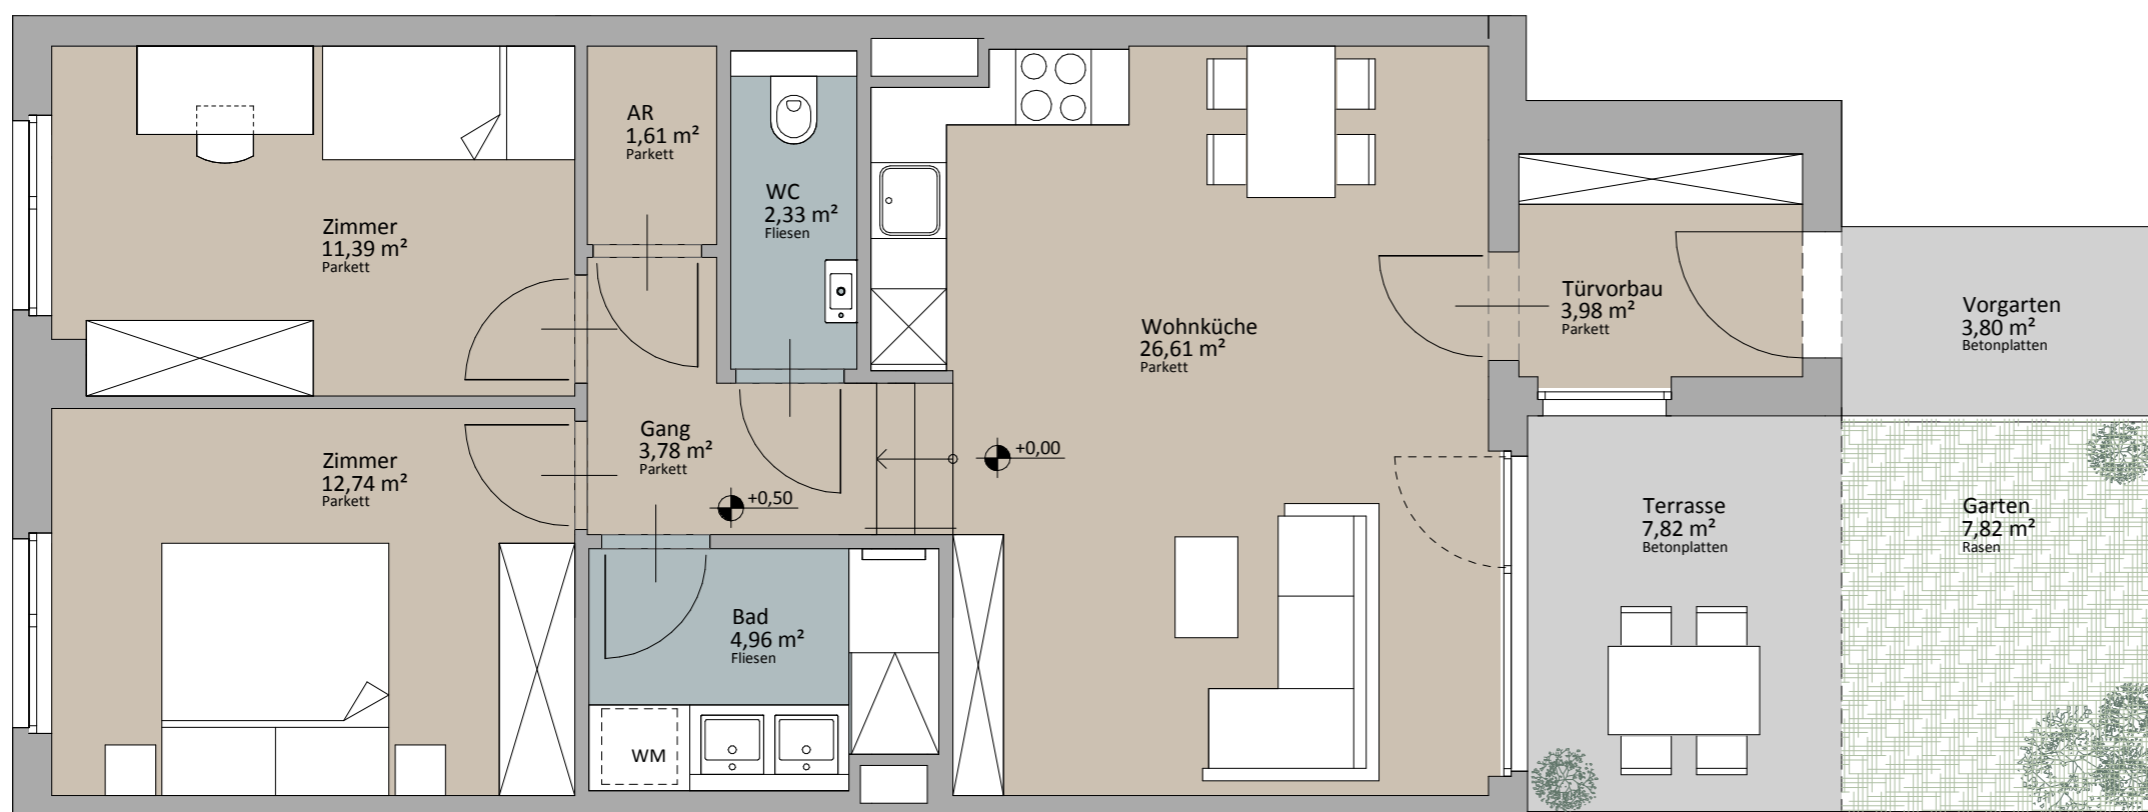 AR
1,61 m²
Parkett
WC
2,33 m²
Fliesen
Zimmer
11,39 m²
Parkett
Türvorbau
3,98 m²
Parkett
Vorgarten
3,80 m²
Betonplatten
Wohnküche
26,61 m²
Parkett
Gang
3,78 m²
Parkett
+0,00
+0,50
Zimmer
12,74 m²
Parkett
Terrasse
7,82 m²
Betonplatten
Garten
7,82 m²
Rasen
Bad
4,96 m²
Fliesen
WM